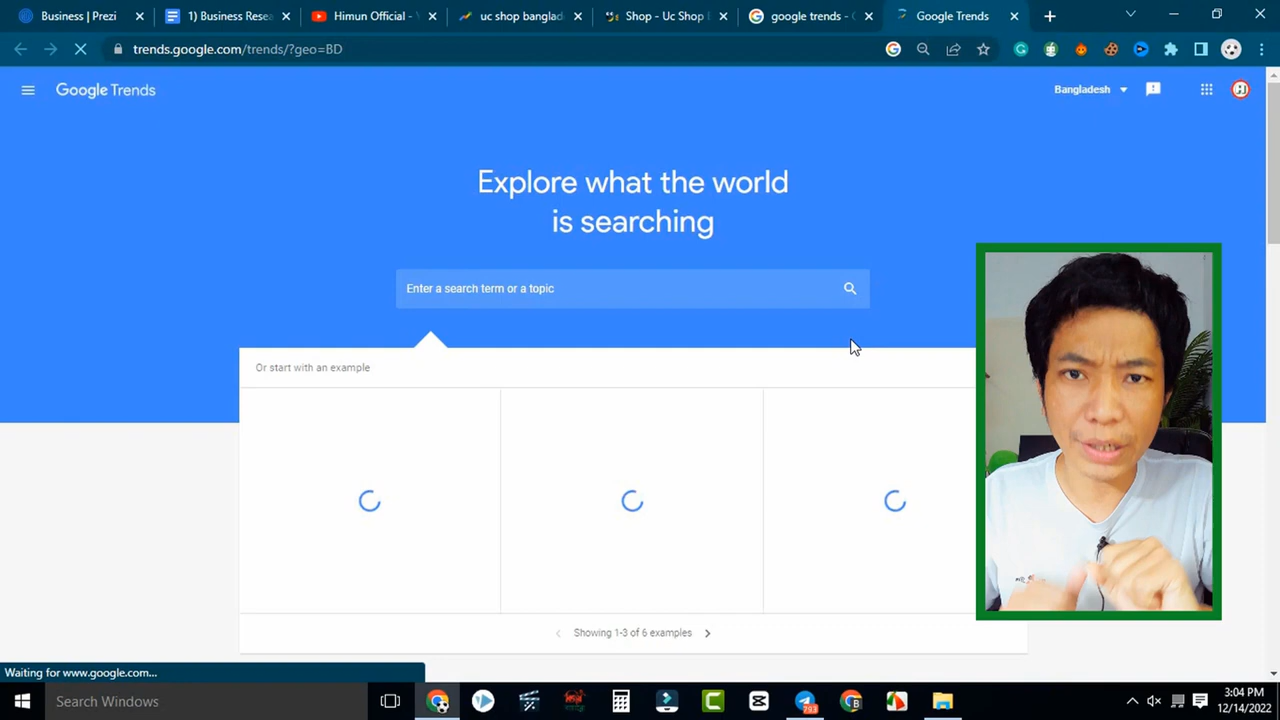 Business | Prezi
1) Business Resea
Himun Official -
uc shop banglad
Shop - Uc Shop
google trends - G
Google Trends
trends.google.com/trends/?geo=BD
Google Trends
Bangladesh
Explore what the world
is searching
Enter a search term or a topic
Or start with an example
Showing 1-3 of 6 examples
Waiting for www.google.com...
Search Windows
793
3:04 PM
12/14/2022